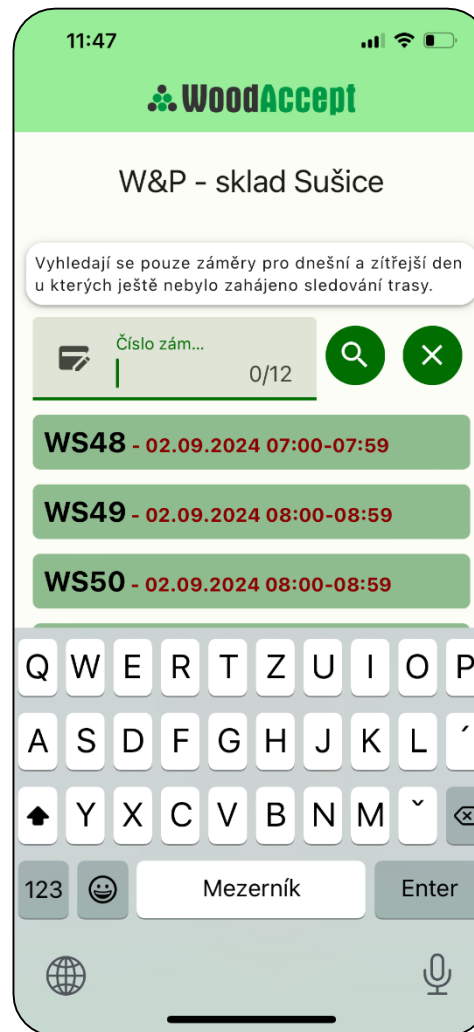 11:47
WoodAccept
W&P - sklad Sušice
Vyhledají se pouze záměry pro dnešní a zítřejší den
u kterých ještě nebylo zahájeno sledování trasy.
Číslo zám...
0/12
WS48 - 02.09.2024 07:00-07:59
WS49 - 02.09.2024 08:00-08:59
WS50 - 02.09.2024 08:00-08:59
Q W E R T Z U I O P
A S D F G H J K L ´
Y X C V B N M ˇ
123 Mezerník Enter